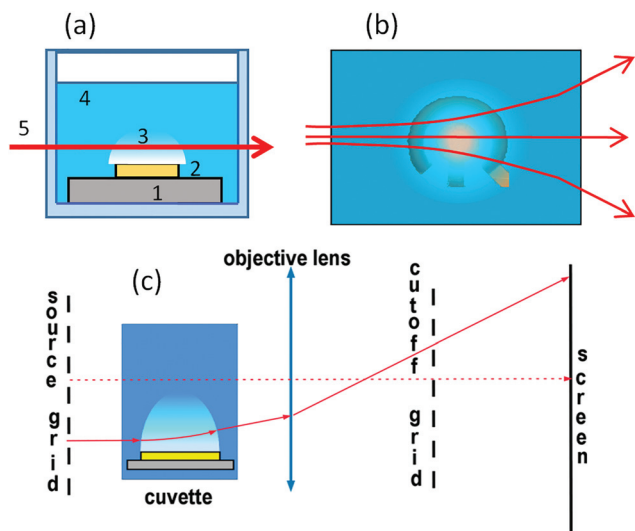 (a)
(b)
4
5
3
2
1
(c)
objective lens
source grid
cutoff grid
screen
cuvette